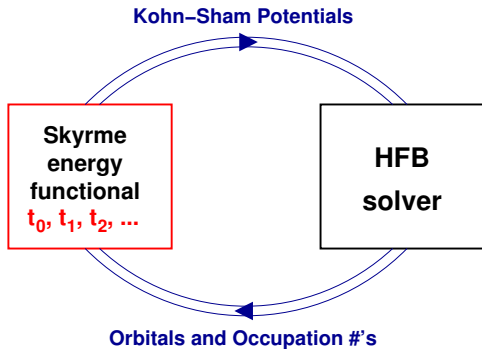 Kohn−Sham Potentials
Skyrme
energy
functional
t₀, t₁, t₂, ...
HFB
solver
Orbitals and Occupation #'s